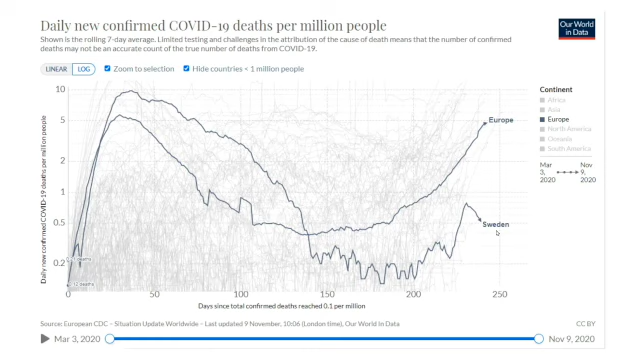 Daily new confirmed COVID-19 deaths per million people
Our World
in Data
Shown is the rolling 7-day average. Limited testing and challenges in the attribution of the cause of death means that the number of confirmed
deaths may not be an accurate count of the true number of deaths from COVID-19.
LINEAR LOG Zoom to selection Hide countries < 1 million people
Continent
Africa
Asia
Europe
North America
Oceania
South America
Mar
3,
2020
Nov
9,
2020
Daily new confirmed COVID-19 deaths per million people
10
5
2
1
0.5
0.2
Europe
Sweden
0
50
100
150
200
250
Days since total confirmed deaths reached 0.1 per million
Source: European CDC – Situation Update Worldwide – Last updated 9 November, 10:06 (London time), Our World in Data
CC BY
Mar 3, 2020
Nov 9, 2020